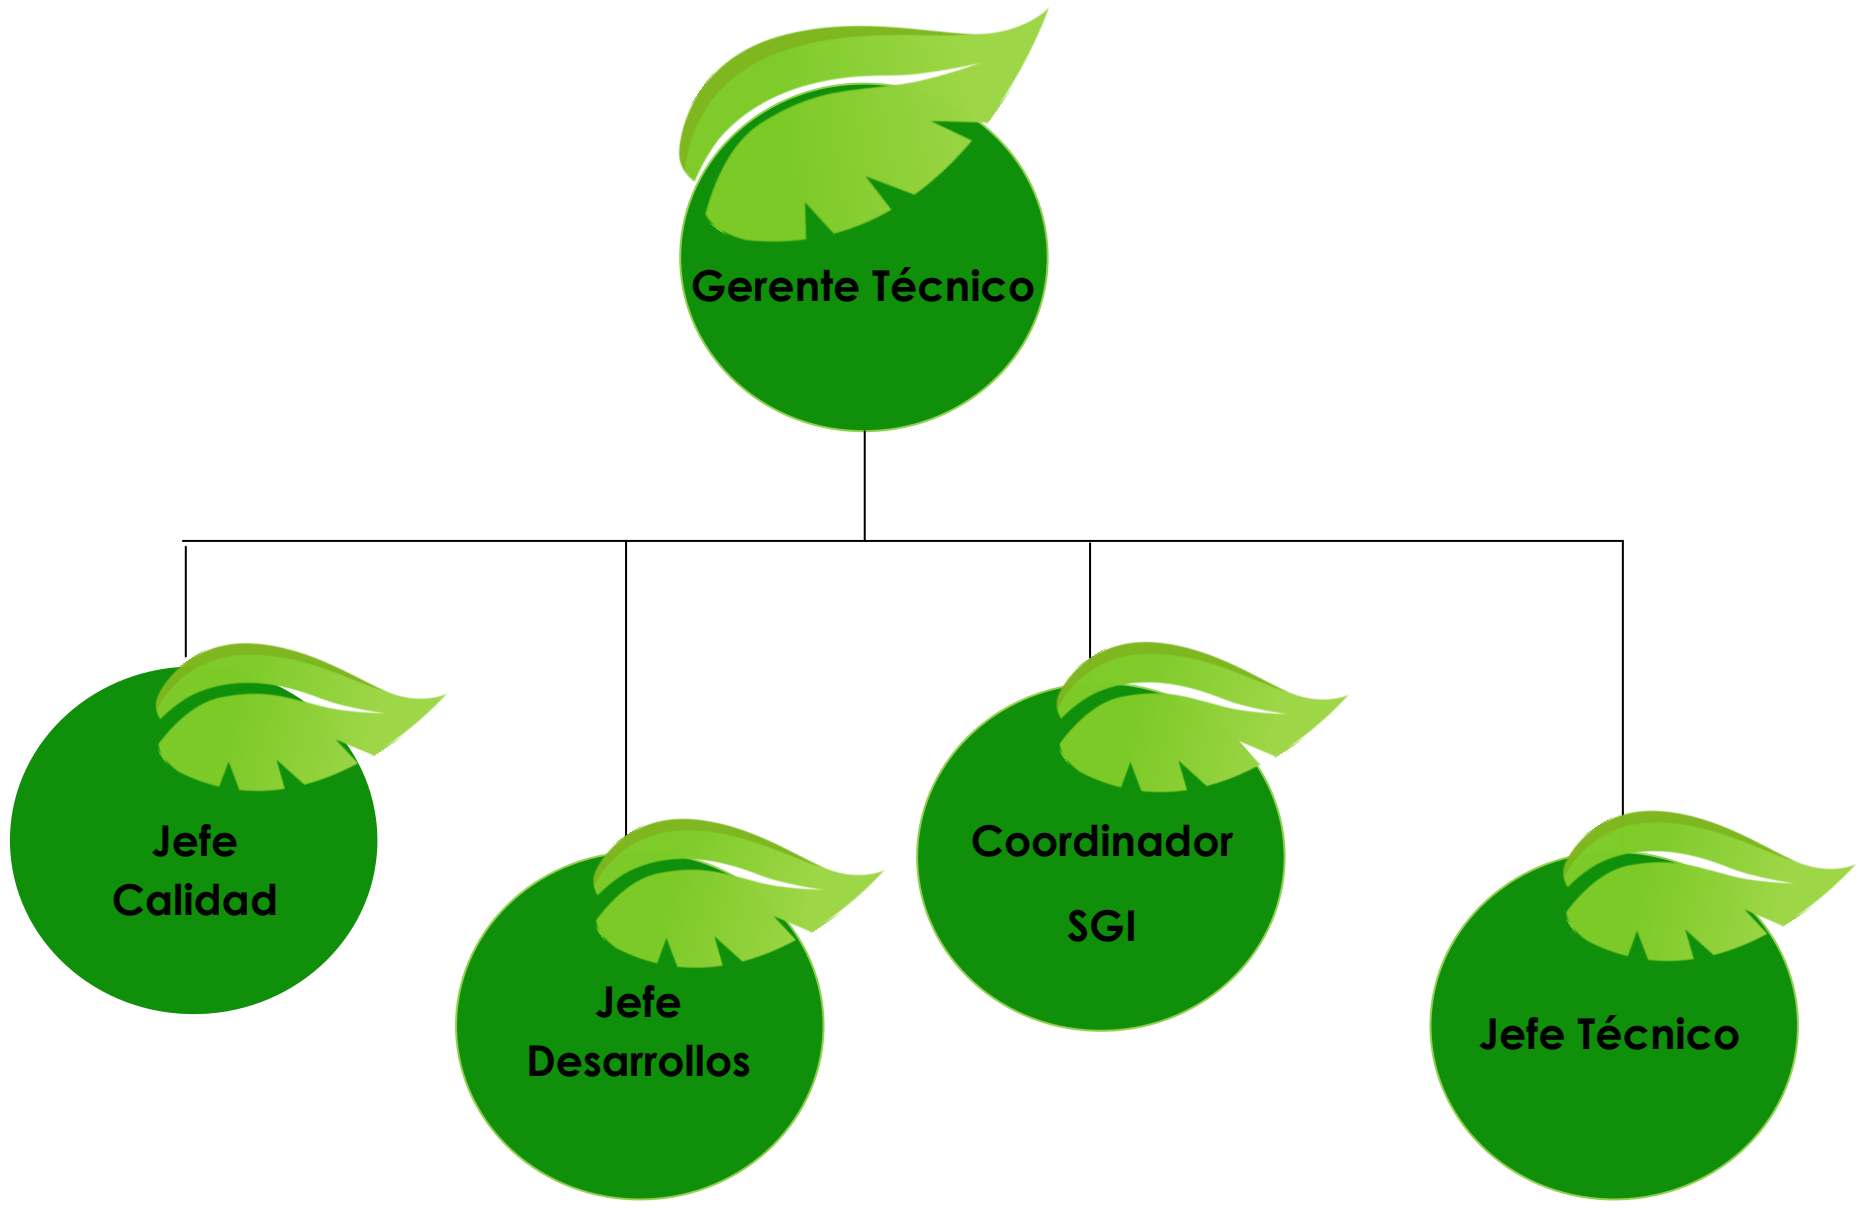 Gerente Técnico
Jefe
Calidad
Jefe
Desarrollos
Coordinador
SGI
Jefe Técnico